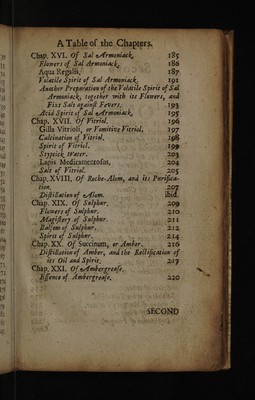 A Table of the Chapters.
Chap. XVI. Of Sal Armoniack, 185
Flowers of Sal Armoniack, 186
Aqua Regalis, 187
Volatile Spirit of Sal Armoniack, 191
Another Preparation of the Volatile Spirit of Sal
Armoniack, together with its Flowers, and
Fixt Salt against Fevers, 193
Acid Spirit of Sal Armoniack, 195
Chap. XVII. Of Vitriol. 196
Gilla Vitrioli, or Vomitive Vitriol, 197
Calcination of Vitriol. 198
Spirit of Vitriol. 199
Styptick Water. 203
Lapis Medicamentosus, 204
Salt of Vitriol. 205
Chap. XVIII, Of Roche-Alom, and its Purifica-
tion. 207
Distillation of Alom. ibid.
Chap. XIX. Of Sulphur. 209
Flowers of Sulphur. 210
Magistery of Sulphur. 211
Balsom of Sulphur. 212
Spirit of Sulphur. 214
Chap. XX. Of Succinum, or Amber. 216
Distillation of Amber, and the Rectification of
its Oil and Spirit. 217
Chap. XXI. Of Ambergrease.
Essence of Ambergrease. 220
SECOND